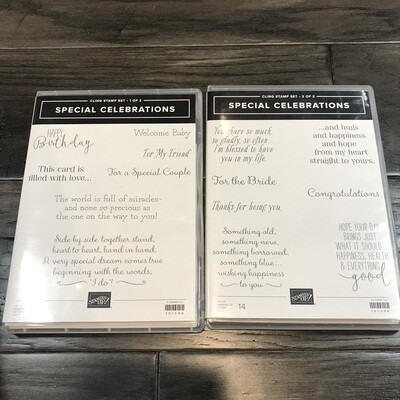 CLING STAMP SET • 1 OF 2
SPECIAL CELEBRATIONS
HAPPY
Birthday
Welcome Baby
For My Friend
This card is
filled with love...
For a Special Couple
The world is full of miracles–
and none so precious as
the one on the way to you!
Side by side, together stand,
heart to heart, hand in hand.
A very special dream comes true
beginning with the words,
"I do"!
STAMPIN' UP!
CLING STAMP SET • 2 OF 2
SPECIAL CELEBRATIONS
You share so much,
so gladly, so often...
I'm blessed to have
you in my life.
...and hugs
and happiness
and hope
from my heart
straight to yours.
For the Bride
Congratulations
Thanks for being you.
Something old,
something new,
something borrowed,
something blue...
wishing happiness
to you
HOPE YOUR DAY
BRINGS JUST
WHAT IT SHOULD,
HAPPINESS, HEALTH
& EVERYTHING
good
14
STAMPIN' UP!